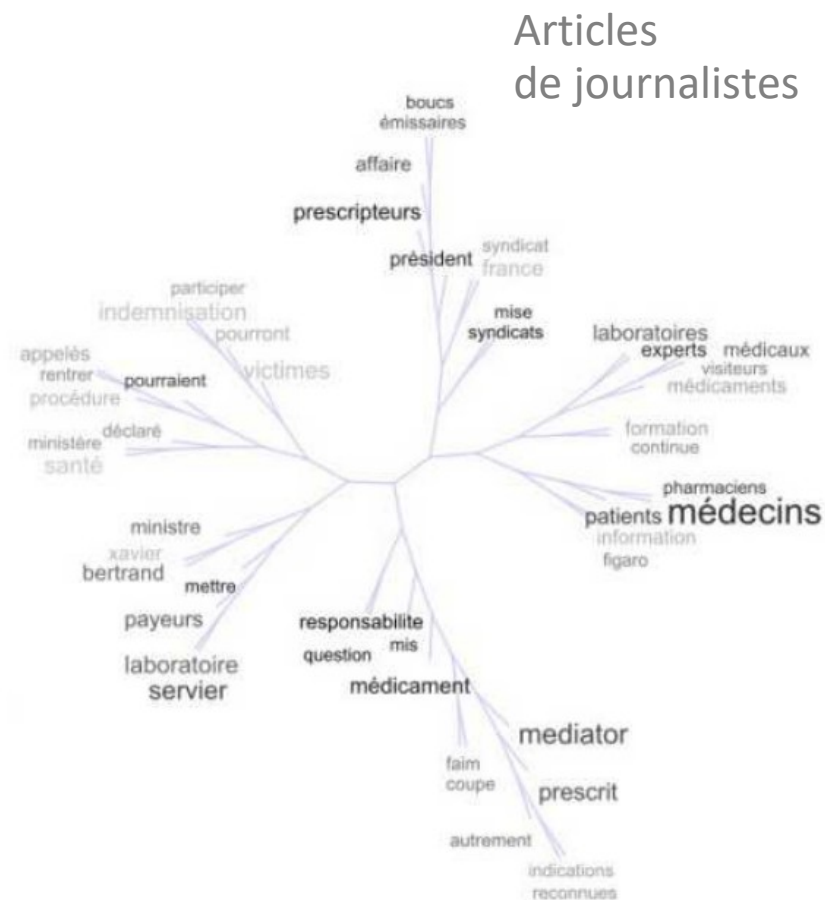 Articles
de journalistes
boucs
émissaires
affaire
prescripteurs
président
syndicat
france
mise
syndicats
participer
indemnisation
pourront
victimes
appelés
rentrer
pourraient
procédure
déclaré
ministère
santé
laboratoires
experts médicaux
visiteurs
médicaments
formation
continue
pharmaciens
patients médecins
information
figaro
ministre
xavier
bertrand
mettre
payeurs
laboratoire
servier
responsabilite
question mis
médicament
mediator
faim
coupe
prescrit
autrement
indications
reconnues